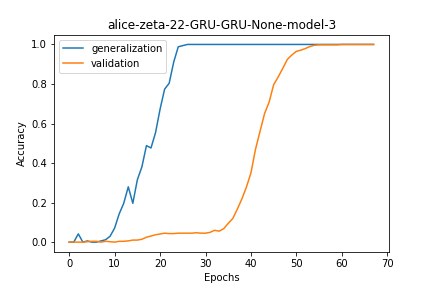 alice-zeta-22-GRU-GRU-None-model-3
generalization
validation
Accuracy
1.0
0.8
0.6
0.4
0.2
0.0
0 10 20 30 40 50 60 70
Epochs